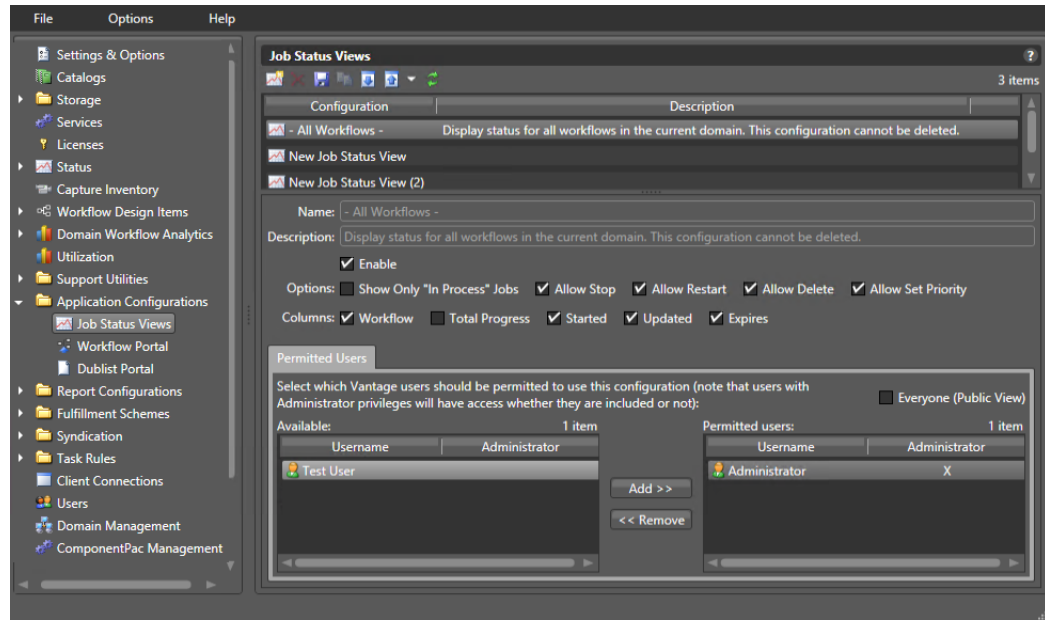 File Options Help
Settings & Options
Catalogs
Storage
Services
Licenses
Status
Capture Inventory
Workflow Design Items
Domain Workflow Analytics
Utilization
Support Utilities
Application Configurations
Job Status Views
Workflow Portal
Dublist Portal
Report Configurations
Fulfillment Schemes
Syndication
Task Rules
Client Connections
Users
Domain Management
ComponentPac Management
Job Status Views ?
3 items
Configuration Description
- All Workflows - Display status for all workflows in the current domain. This configuration cannot be deleted.
New Job Status View
New Job Status View (2)
Name: - All Workflows -
Description: Display status for all workflows in the current domain. This configuration cannot be deleted.
Enable
Options: Show Only "In Process" Jobs Allow Stop Allow Restart Allow Delete Allow Set Priority
Columns: Workflow Total Progress Started Updated Expires
Permitted Users
Select which Vantage users should be permitted to use this configuration (note that users with
Administrator privileges will have access whether they are included or not):
Everyone (Public View)
Available: 1 item
Username Administrator
Test User
Add >>
<< Remove
Permitted users: 1 item
Username Administrator
Administrator X